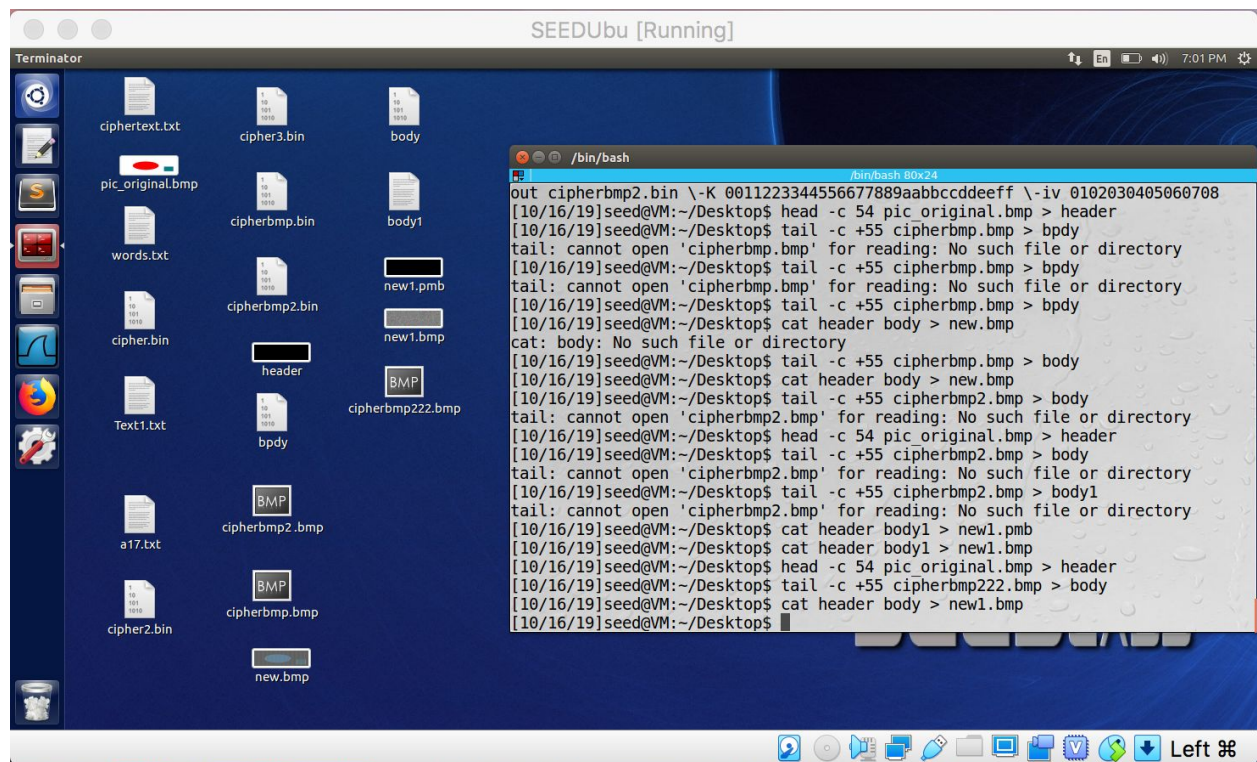 SEEDUbu [Running]
Terminator
En
7:01 PM
ciphertext.txt
cipher3.bin
body
pic_original.bmp
cipherbmp.bin
body1
words.txt
new1.pmb
cipherbmp2.bin
cipher.bin
new1.bmp
header
BMP
cipherbmp222.bmp
Text1.txt
bpdy
BMP
cipherbmp2 .bmp
a17.txt
BMP
cipherbmp.bmp
cipher2.bin
new.bmp
/bin/bash
/bin/bash 80x24
out cipherbmp2.bin \-K 00112233445566778889aabbccddeeff \-iv 0102030405060708
[10/16/19]seed@VM:~/Desktop$ head -c 54 pic_original.bmp > header
[10/16/19]seed@VM:~/Desktop$ tail -c +55 cipherbmp.bmp > bpdy
tail: cannot open 'cipherbmp.bmp' for reading: No such file or directory
[10/16/19]seed@VM:~/Desktop$ tail -c +55 cipherbmp.bmp > bpdy
tail: cannot open 'cipherbmp.bmp' for reading: No such file or directory
[10/16/19]seed@VM:~/Desktop$ tail -c +55 cipherbmp.bmp > bpdy
[10/16/19]seed@VM:~/Desktop$ cat header body > new.bmp
cat: body: No such file or directory
[10/16/19]seed@VM:~/Desktop$ tail -c +55 cipherbmp.bmp > body
[10/16/19]seed@VM:~/Desktop$ cat header body > new.bmp
[10/16/19]seed@VM:~/Desktop$ tail -c +55 cipherbmp2.bmp > body
tail: cannot open 'cipherbmp2.bmp' for reading: No such file or directory
[10/16/19]seed@VM:~/Desktop$ head -c 54 pic_original.bmp > header
[10/16/19]seed@VM:~/Desktop$ tail -c +55 cipherbmp2.bmp > body
tail: cannot open 'cipherbmp2.bmp' for reading: No such file or directory
[10/16/19]seed@VM:~/Desktop$ tail -c +55 cipherbmp2.bmp > body1
tail: cannot open 'cipherbmp2.bmp' for reading: No such file or directory
[10/16/19]seed@VM:~/Desktop$ cat header body1 > new1.pmb
[10/16/19]seed@VM:~/Desktop$ cat header body1 > new1.bmp
[10/16/19]seed@VM:~/Desktop$ head -c 54 pic_original.bmp > header
[10/16/19]seed@VM:~/Desktop$ tail -c +55 cipherbmp222.bmp > body
[10/16/19]seed@VM:~/Desktop$ cat header body > new1.bmp
[10/16/19]seed@VM:~/Desktop$
Left ⌘